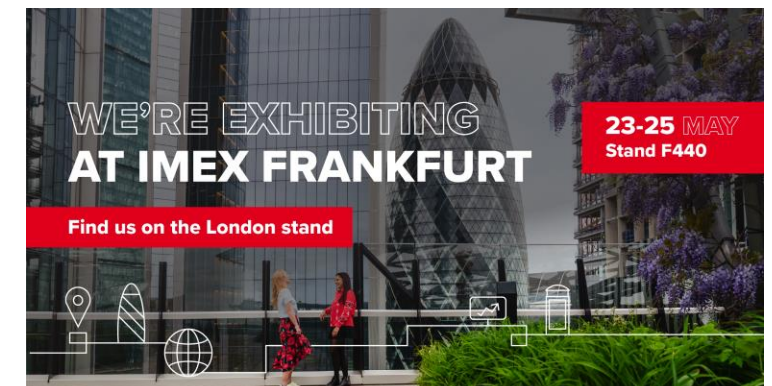 WE'RE EXHIBITING
AT IMEX FRANKFURT
23-25 MAY
Stand F440
Find us on the London stand